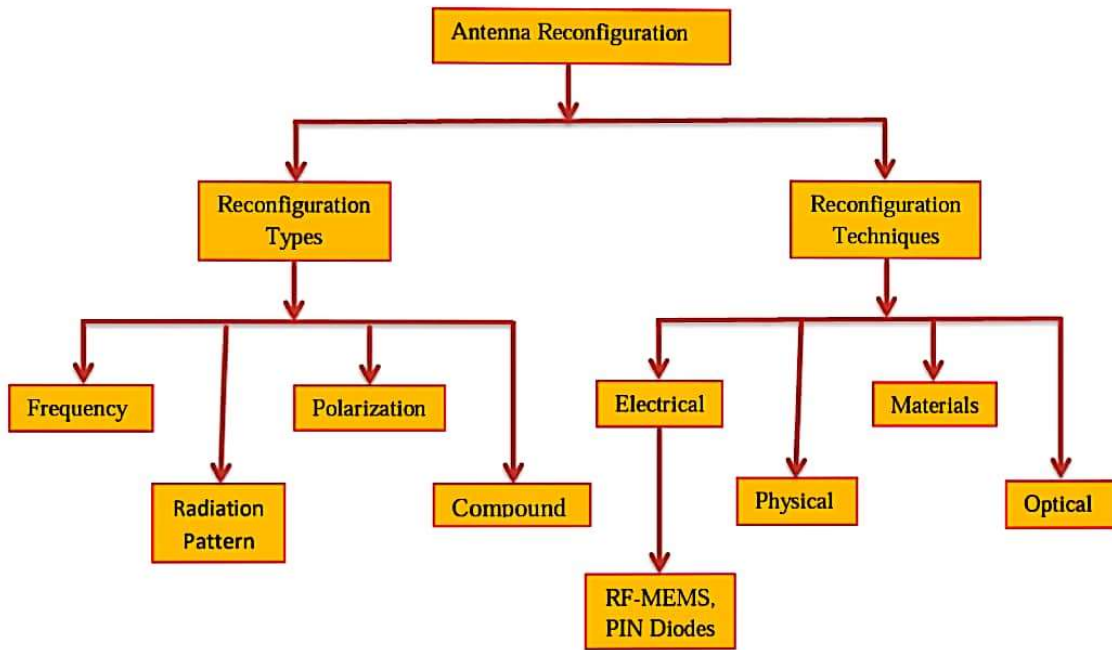 Antenna Reconfiguration
Reconfiguration
Types
Reconfiguration
Techniques
Frequency
Polarization
Electrical
Materials
Radiation
Pattern
Compound
Physical
Optical
RF-MEMS,
PIN Diodes